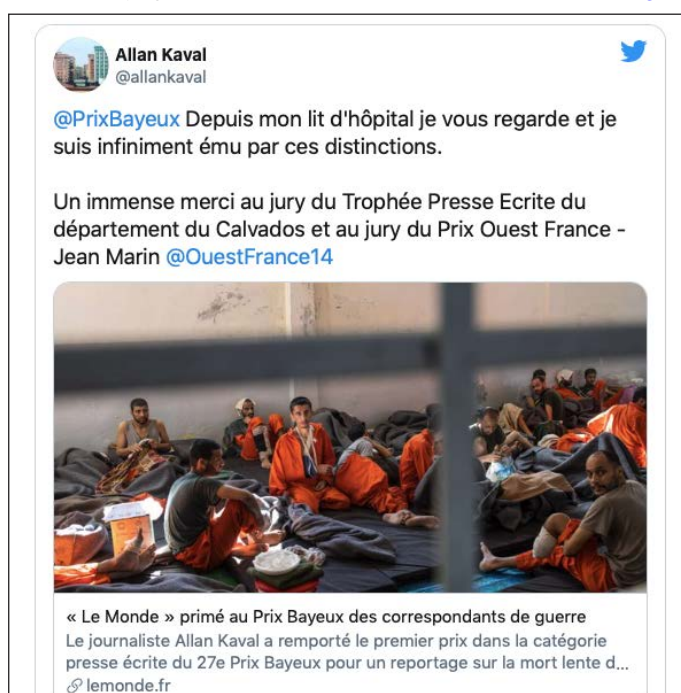 Allan Kaval
@allankaval
@PrixBayeux Depuis mon lit d'hôpital je vous regarde et je
suis infiniment ému par ces distinctions.
Un immense merci au jury du Trophée Presse Ecrite du
département du Calvados et au jury du Prix Ouest France -
Jean Marin @OuestFrance14
« Le Monde » primé au Prix Bayeux des correspondants de guerre
Le journaliste Allan Kaval a remporté le premier prix dans la catégorie
presse écrite du 27e Prix Bayeux pour un reportage sur la mort lente d...
lemonde.fr